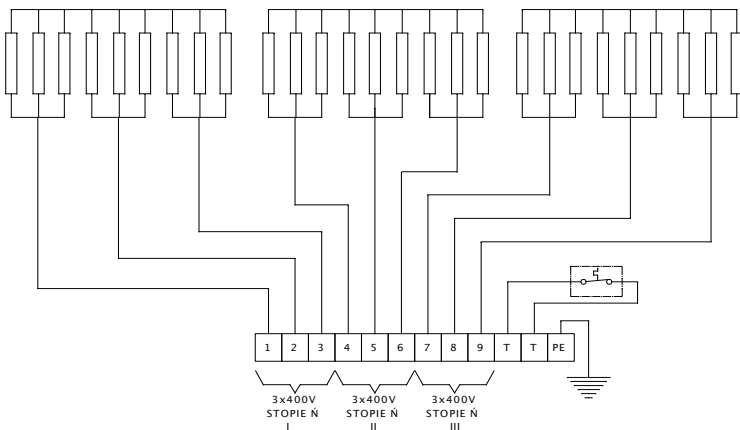 1 2 3 4 5 6 7 8 9 T T PE
3x400V 3x400V 3x400V
STOPIE Ń STOPIE Ń STOPIE Ń
I II III